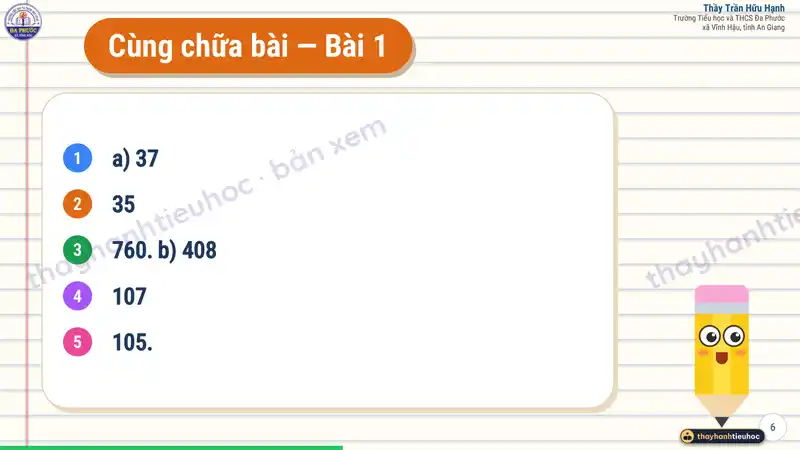 ĐA PHƯỚC
Thầy Trần Hữu Hạnh
Trường Tiểu học và THCS Đa Phước
xã Vĩnh Hậu, tỉnh An Giang
Cùng chữa bài – Bài 1
1 a) 37
2 35
3 760. b) 408
4 107
5 105.
thayhanhtieuhoc · bản xem
thayhanhtieuhoc
6